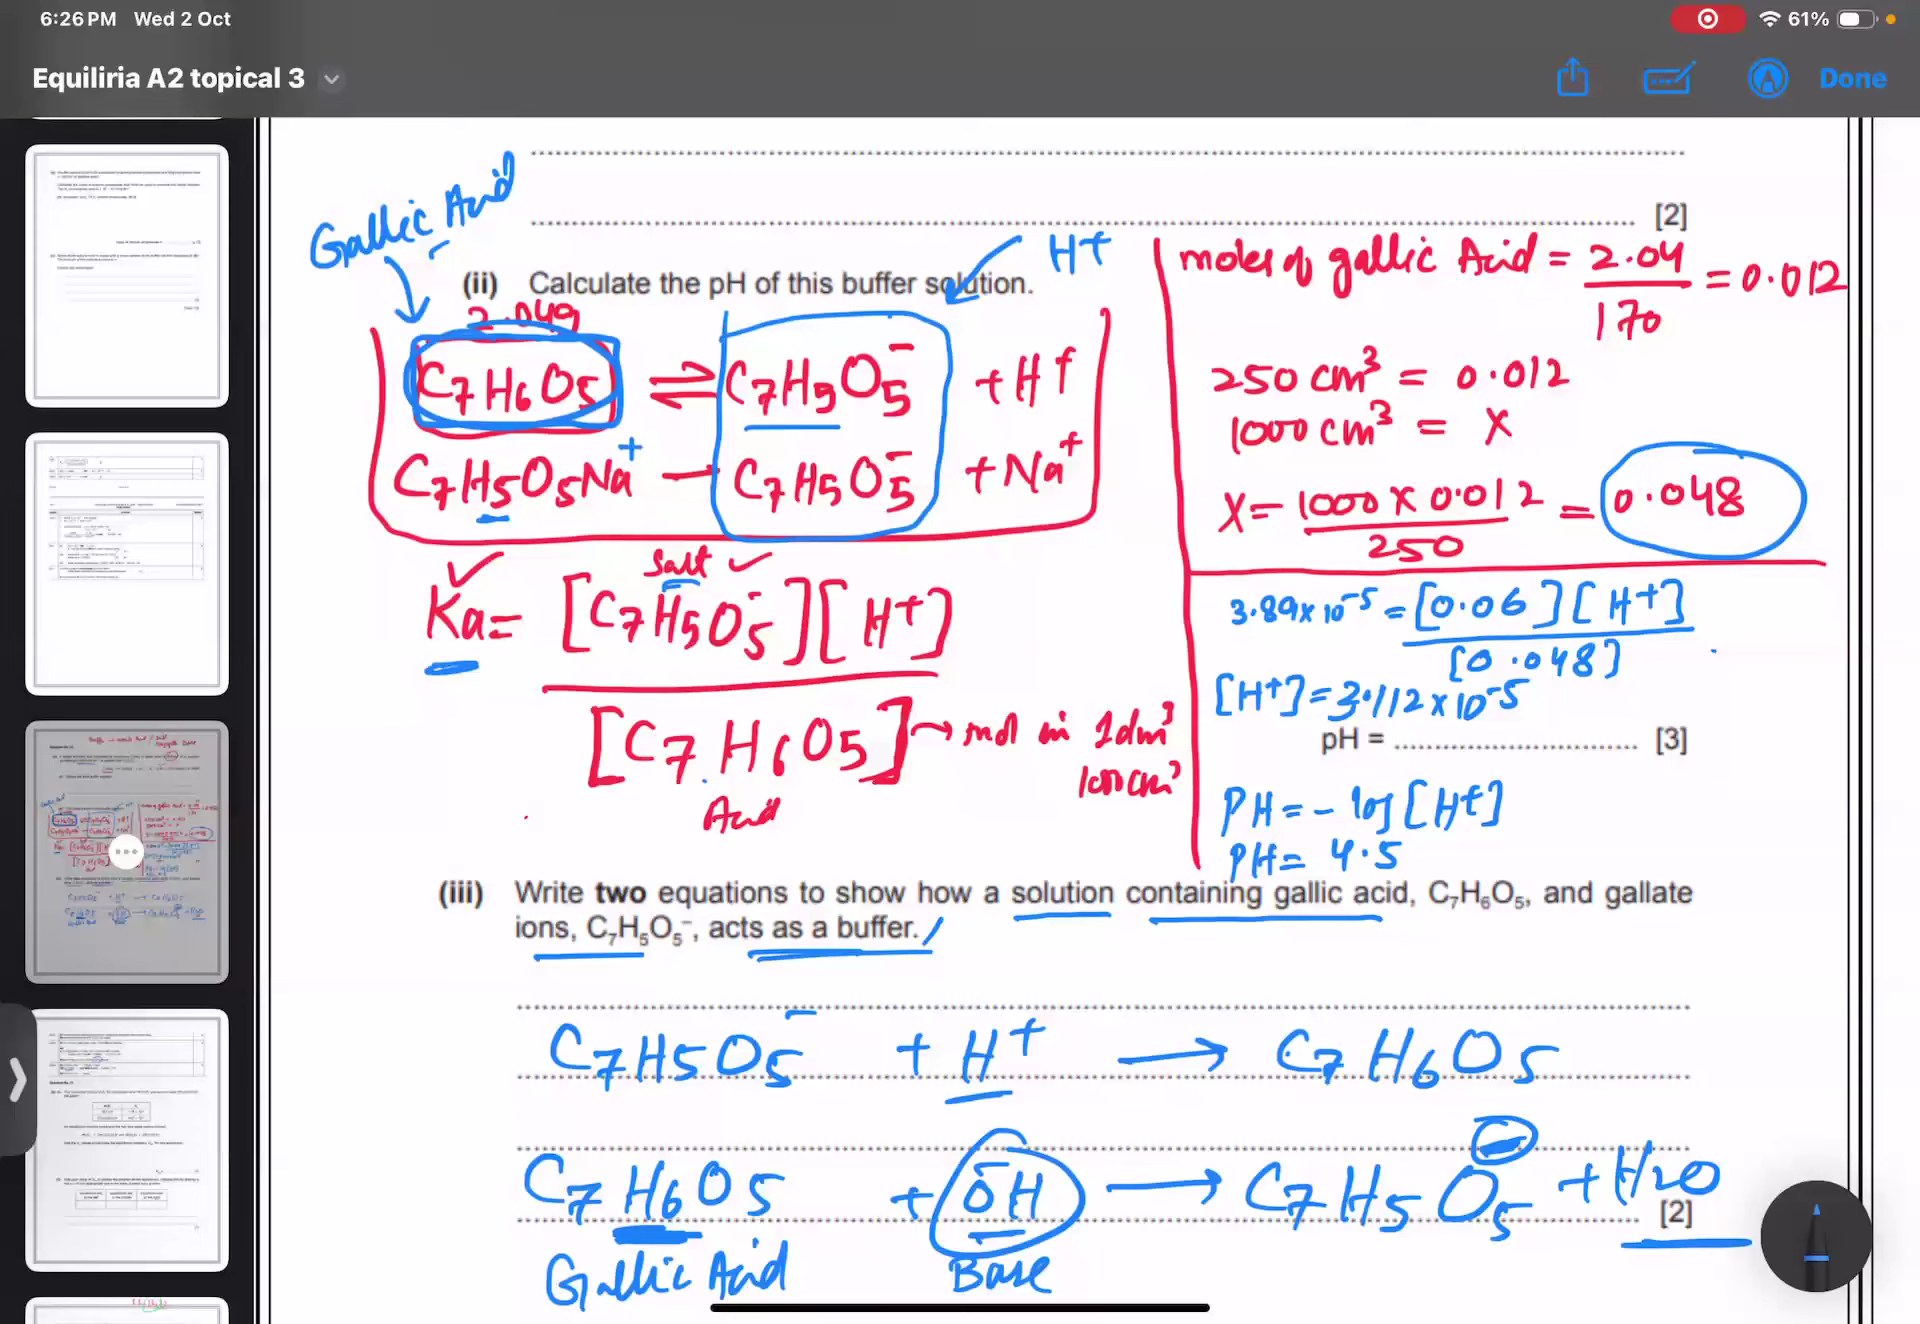 6:26 PM Wed 2 Oct
61%
Equiliria A2 topical 3
Done
[2]
Gallic Acid
H+
(ii) Calculate the pH of this buffer solution.
2.04g
C7H6O5 ⇌ C7H5O5⁻ + H+
C7H5O5Na+ — C7H5O5⁻ + Na+
Salt ✓
Ka = [C7H5O5⁻][H+]
[C7H6O5] → mol in 1dm³
1000cm³
Acid
moles of gallic Acid = 2.04 = 0.012
170
250 cm³ = 0.012
1000 cm³ = X
X = 1000 X 0.012 = 0.048
250
3.89x10⁻⁵ = [0.06][H+]
[0.048]
[H+] = 3.112x10⁻⁵
pH = .............................. [3]
PH = - log[H+]
PH = 4.5
(iii) Write two equations to show how a solution containing gallic acid, C₇H₆O₅, and gallate
ions, C₇H₅O₅⁻, acts as a buffer.
C7H5O5⁻ + H+ → C7H6O5
C7H6O5 + ŌH → C7H5O5⁻ + H2O
[2]
Gallic Acid Base